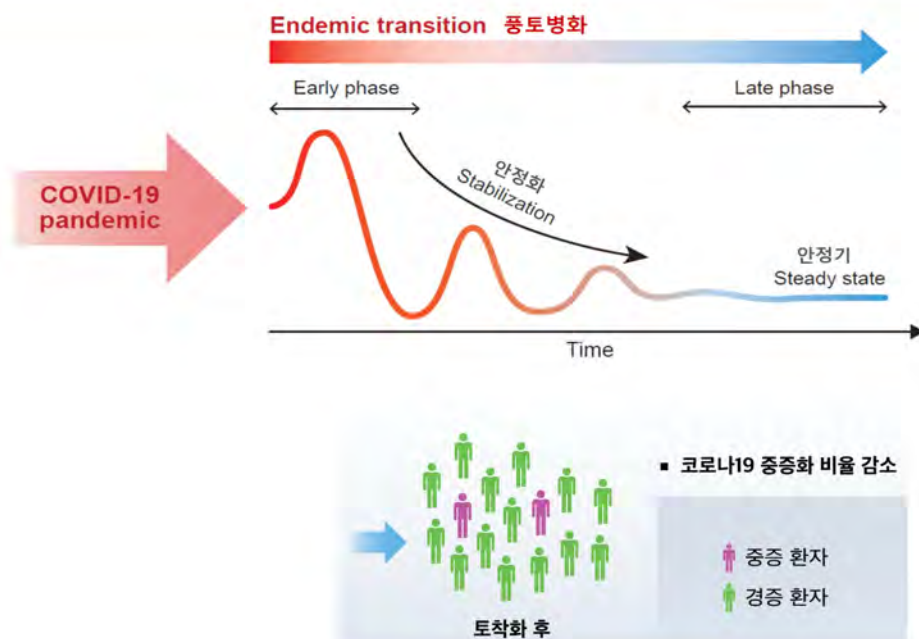 Endemic transition 풍토병화
Early phase
Late phase
COVID-19
pandemic
안정화
Stabilization
안정기
Steady state
Time
▪ 코로나19 중증화 비율 감소
중증 환자
경증 환자
토착화 후